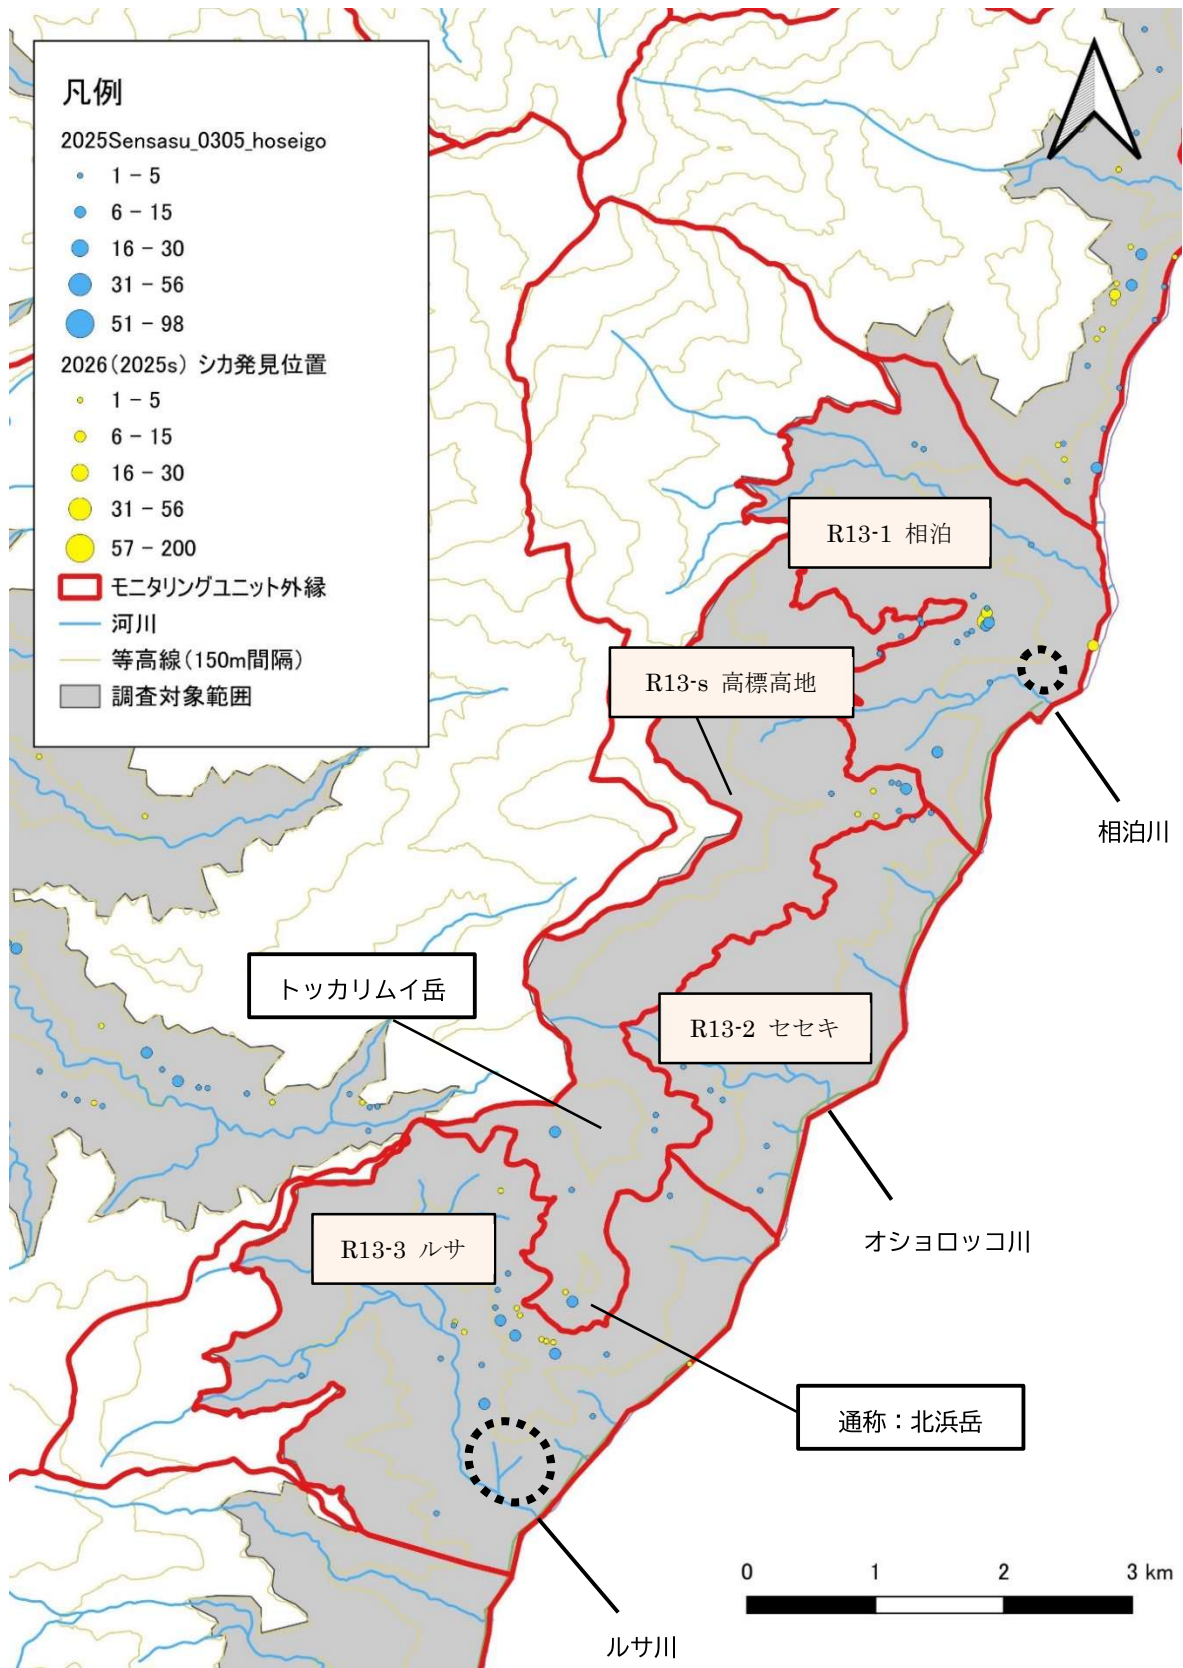 凡例
2025Sensasu_0305_hoseigo
1 - 5
6 - 15
16 - 30
31 - 56
51 - 98
2026(2025s) シカ発見位置
1 - 5
6 - 15
16 - 30
31 - 56
57 - 200
モニタリングユニット外縁
河川
等高線(150m間隔)
調査対象範囲
R13-1 相泊
R13-s 高標高地
相泊川
トッカリムイ岳
R13-2 セセキ
R13-3 ルサ
オショロッコ川
通称：北浜岳
0 1 2 3 km
ルサ川